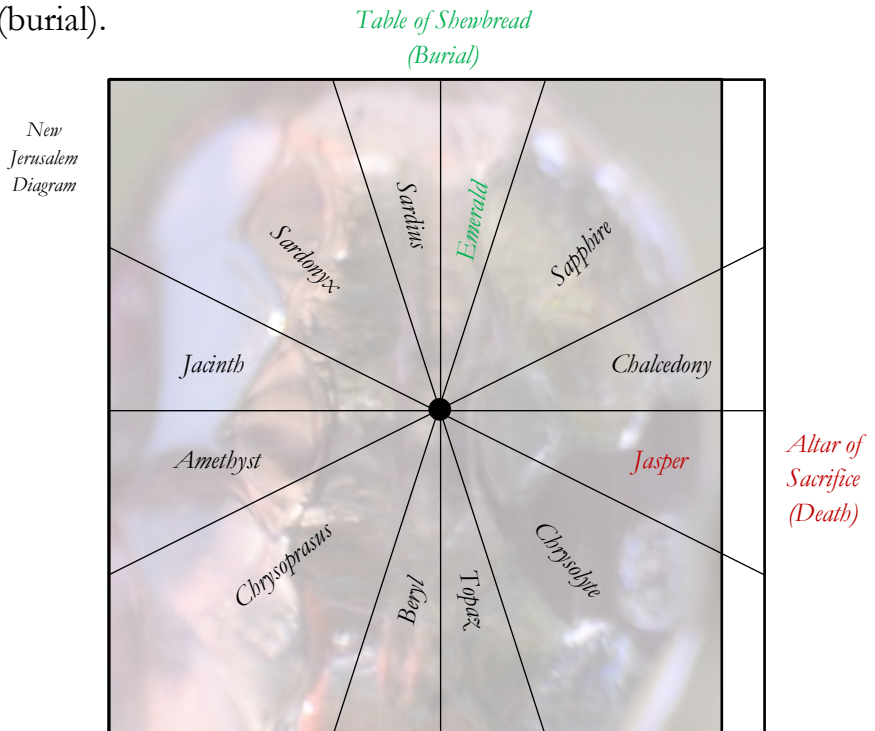 (burial).
Table of Shewbread
(Burial)
New
Jerusalem
Diagram
Sardius
Emerald
Sardonyx
Sapphire
Jacinth
Chalcedony
Amethyst
Jasper
Altar of
Sacrifice
(Death)
Chrysoprasus
Chrysolyte
Beryl
Topaz